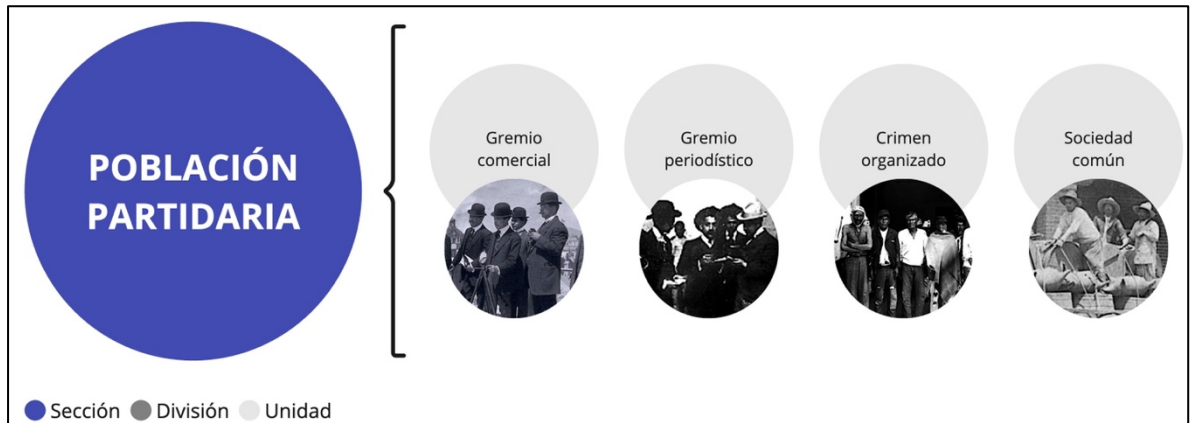 POBLACIÓN
PARTIDARIA
Gremio
comercial
Gremio
periodístico
Crimen
organizado
Sociedad
común
Sección
División
Unidad